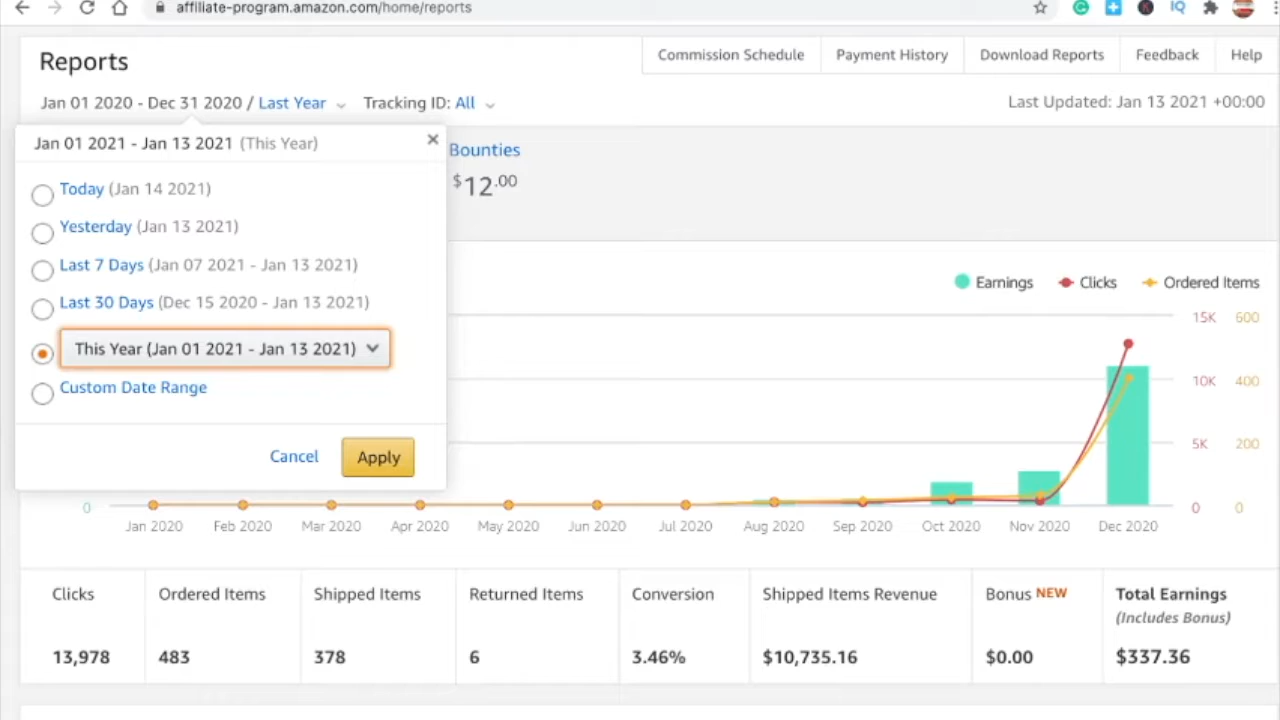 affiliate-program.amazon.com/home/reports
Reports
Commission Schedule
Payment History
Download Reports
Feedback
Help
Jan 01 2020 - Dec 31 2020 / Last Year
Tracking ID: All
Last Updated: Jan 13 2021 +00:00
Jan 01 2021 - Jan 13 2021 (This Year)
Today (Jan 14 2021)
Yesterday (Jan 13 2021)
Last 7 Days (Jan 07 2021 - Jan 13 2021)
Last 30 Days (Dec 15 2020 - Jan 13 2021)
This Year (Jan 01 2021 - Jan 13 2021)
Custom Date Range
Cancel
Apply
Bounties
$12.00
Earnings
Clicks
Ordered Items
15K 600
10K 400
5K 200
0 0 0
Jan 2020 Feb 2020 Mar 2020 Apr 2020 May 2020 Jun 2020 Jul 2020 Aug 2020 Sep 2020 Oct 2020 Nov 2020 Dec 2020
Clicks
13,978
Ordered Items
483
Shipped Items
378
Returned Items
6
Conversion
3.46%
Shipped Items Revenue
$10,735.16
Bonus NEW
$0.00
Total Earnings
(Includes Bonus)
$337.36